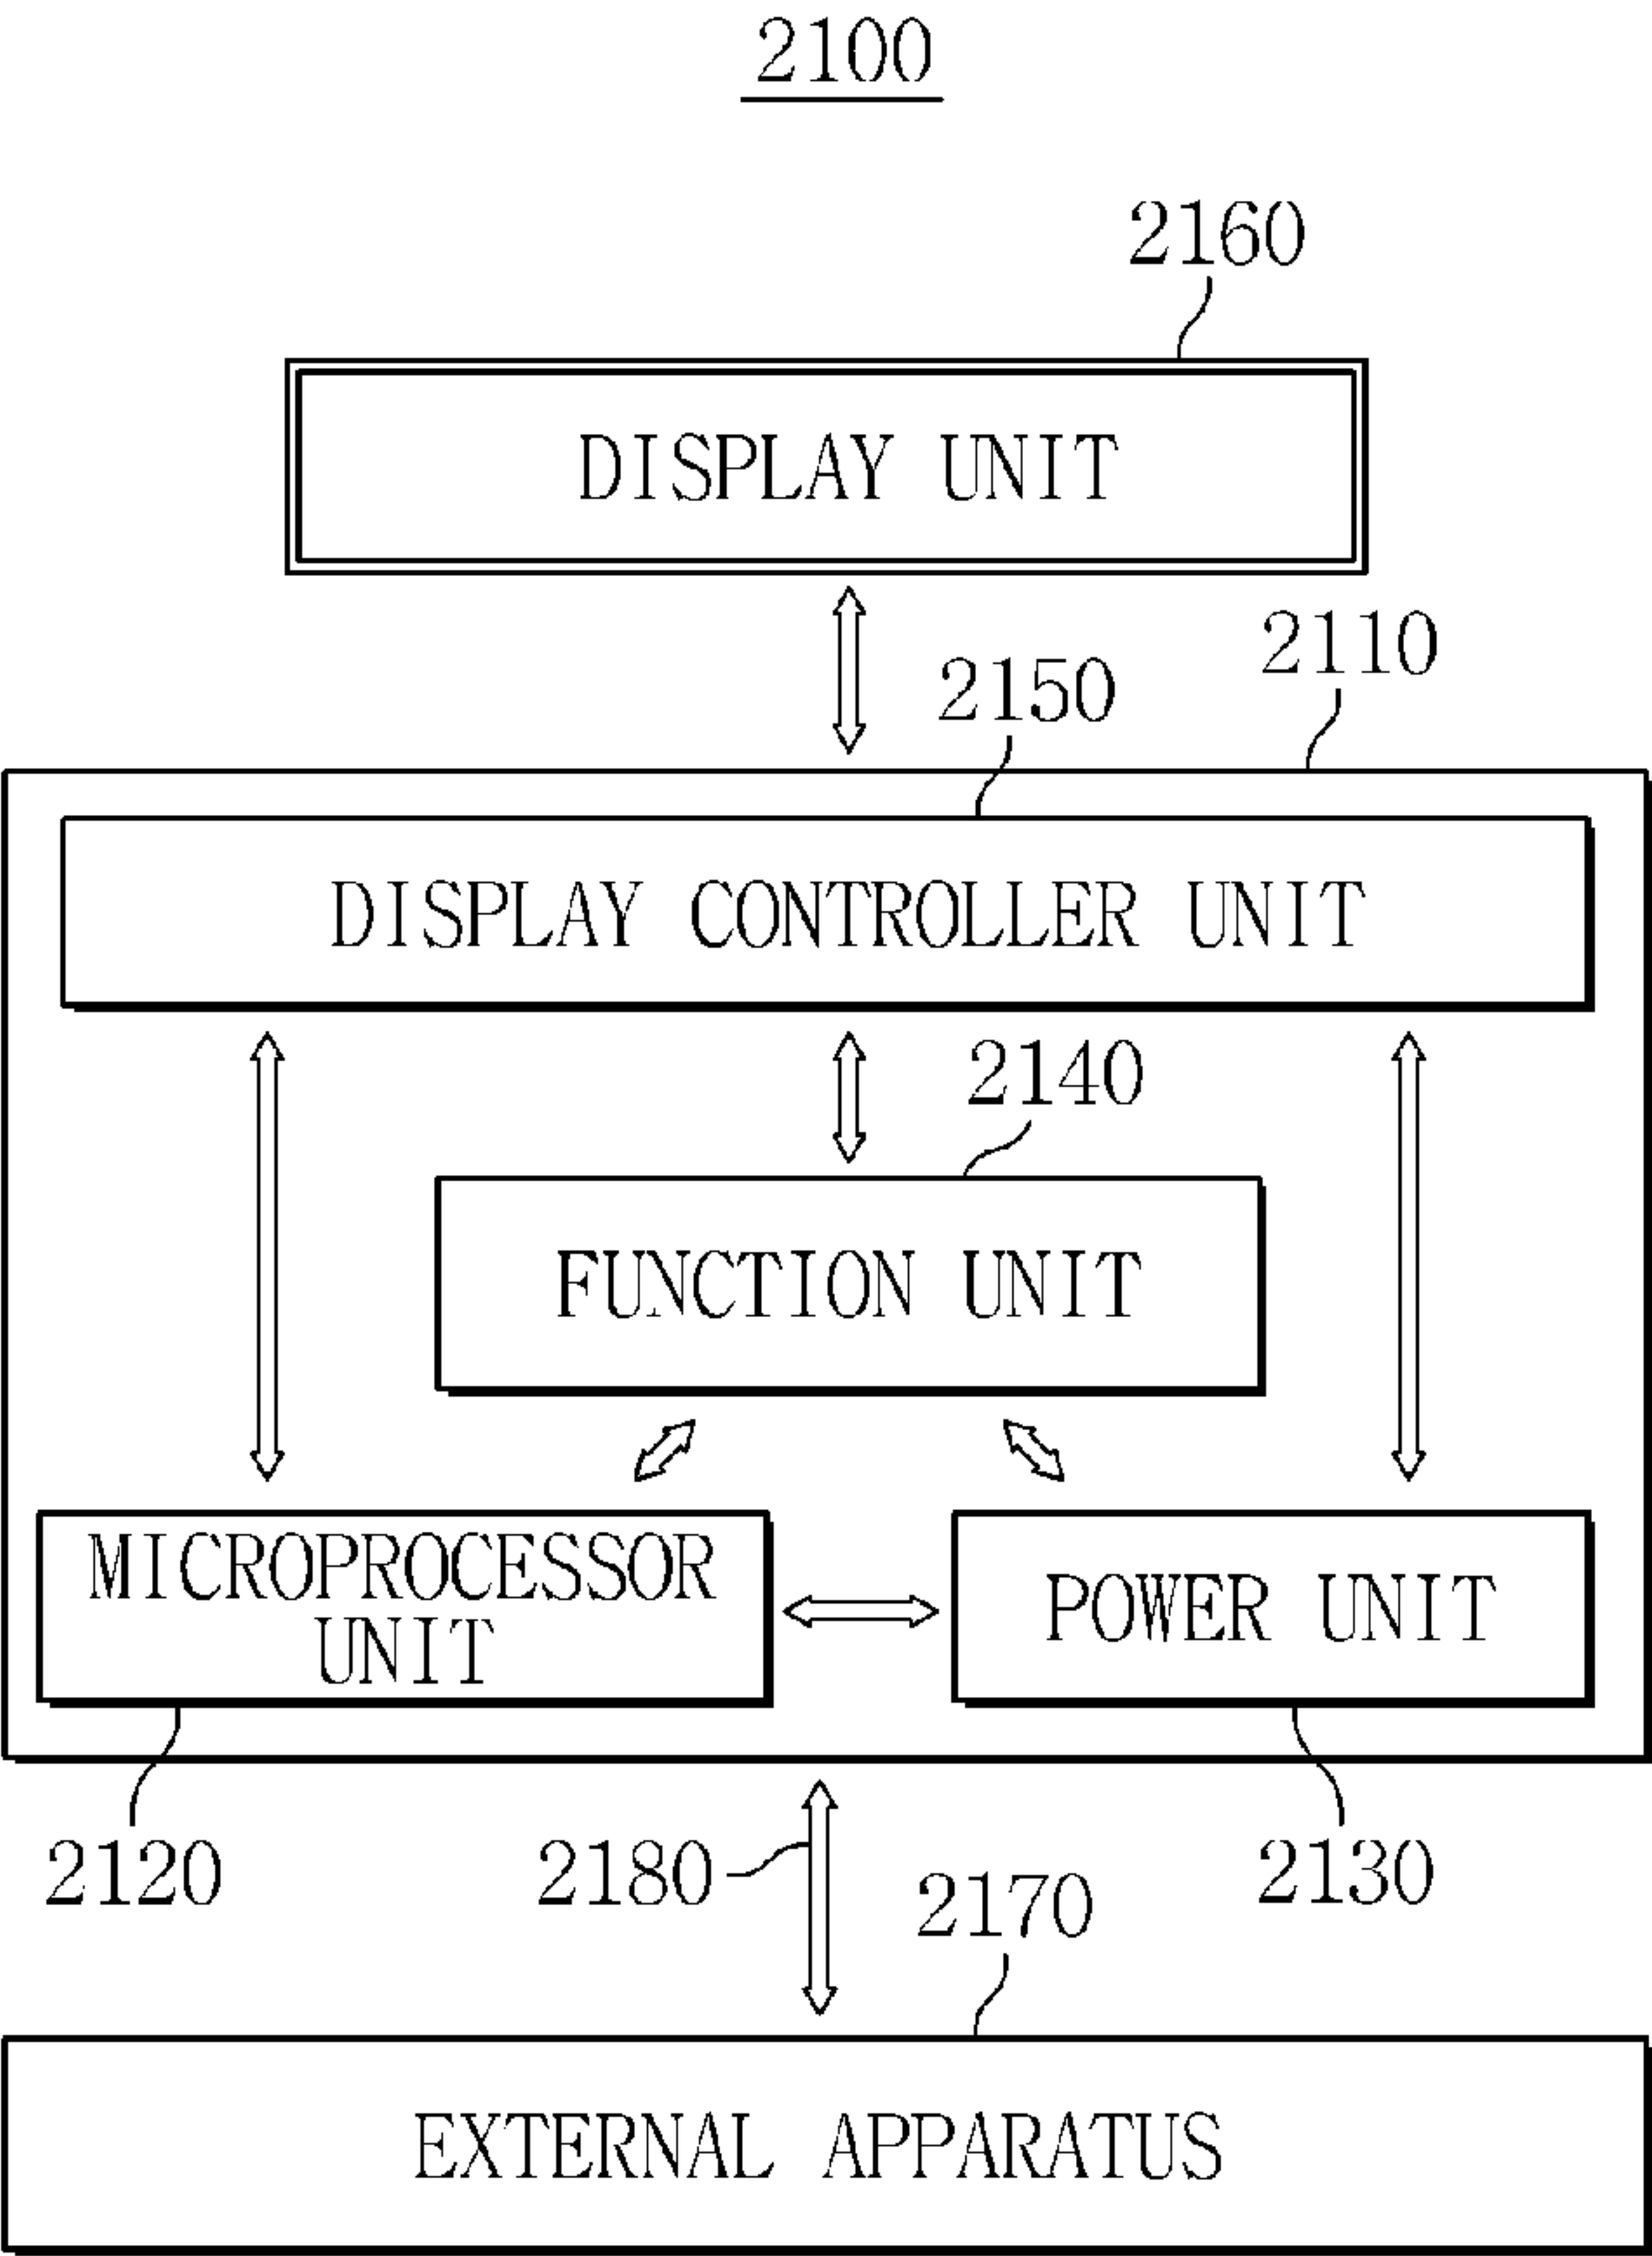 2100
2160
DISPLAY UNIT
2110
2150
DISPLAY CONTROLLER UNIT
2140
FUNCTION UNIT
MICROPROCESSOR
UNIT
POWER UNIT
2120
2180
2170
2130
EXTERNAL APPARATUS